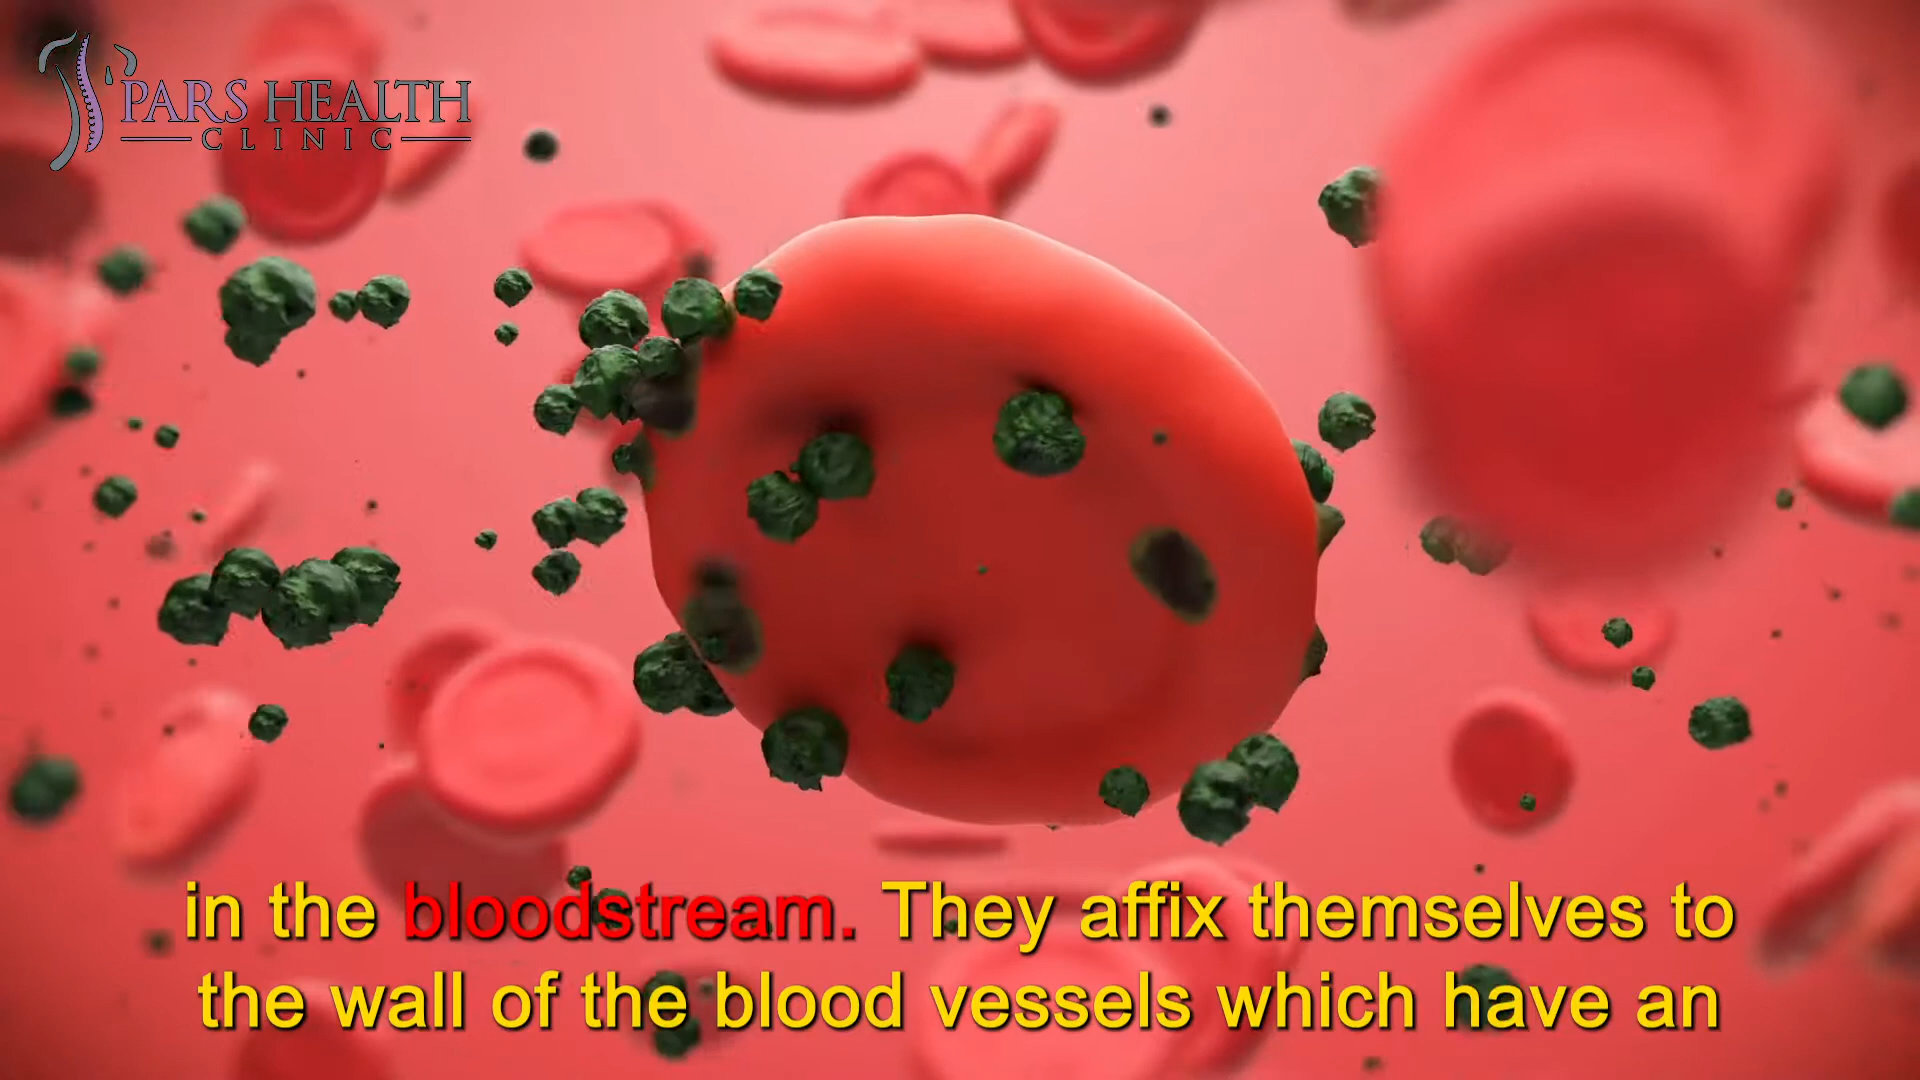 PARS HEALTH
CLINIC
in the bloodstream. They affix themselves to
the wall of the blood vessels which have an